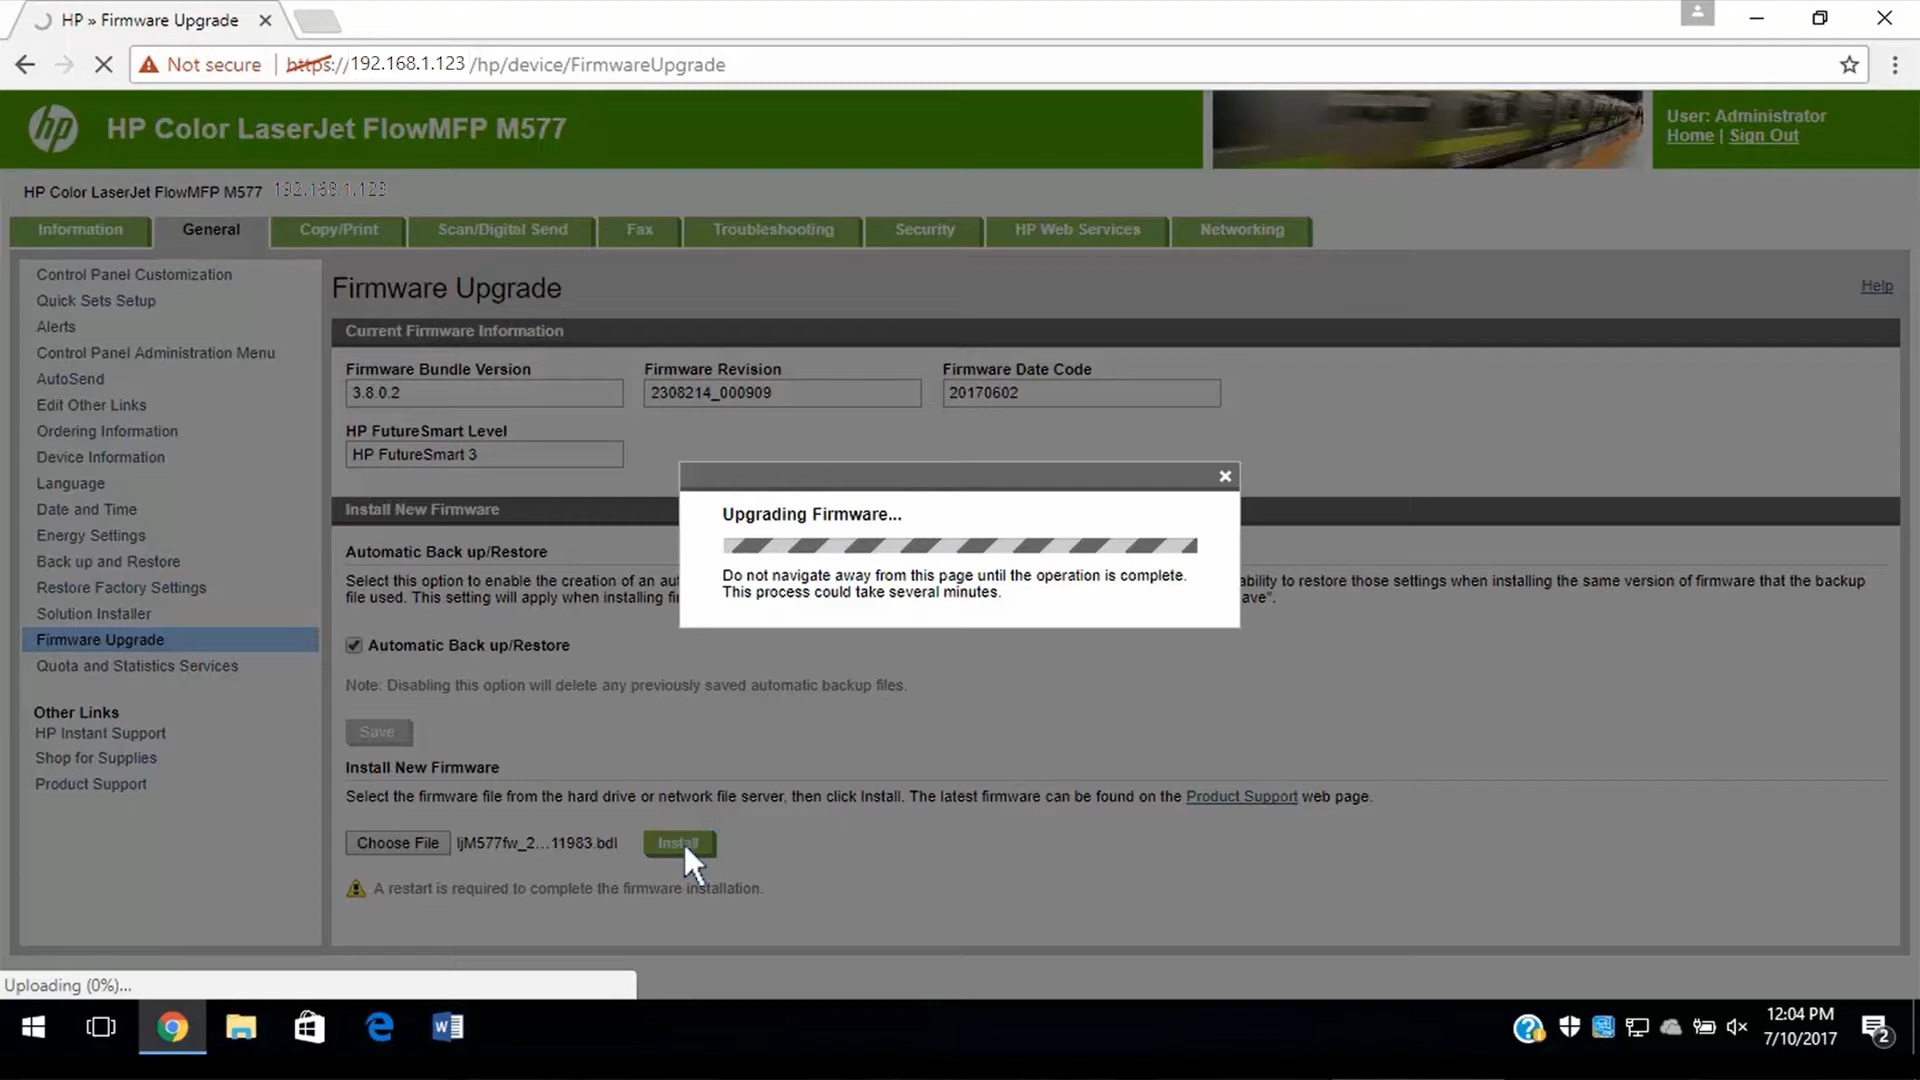 HP » Firmware Upgrade
Not secure https://192.168.1.123/hp/device/FirmwareUpgrade
hp
HP Color LaserJet FlowMFP M577
User: Administrator
Home | Sign Out
HP Color LaserJet FlowMFP M577 192.168.1.123
Information General Copy/Print Scan/Digital Send Fax Troubleshooting Security HP Web Services Networking
Control Panel Customization
Quick Sets Setup
Alerts
Control Panel Administration Menu
AutoSend
Edit Other Links
Ordering Information
Device Information
Language
Date and Time
Energy Settings
Back up and Restore
Restore Factory Settings
Solution Installer
Firmware Upgrade
Quota and Statistics Services
Other Links
HP Instant Support
Shop for Supplies
Product Support
Firmware Upgrade
Help
Current Firmware Information
Firmware Bundle Version Firmware Revision Firmware Date Code
3.8.0.2 2308214_000909 20170602
HP FutureSmart Level
HP FutureSmart 3
Install New Firmware
Automatic Back up/Restore
Select this option to enable the creation of an au ability to restore those settings when installing the same version of firmware that the backup
file used. This setting will apply when installing fi ave".
Upgrading Firmware...
Do not navigate away from this page until the operation is complete.
This process could take several minutes.
Automatic Back up/Restore
Note: Disabling this option will delete any previously saved automatic backup files.
Save
Install New Firmware
Select the firmware file from the hard drive or network file server, then click Install. The latest firmware can be found on the Product Support web page.
Choose File ljM577fw_2...11983.bdl Install
A restart is required to complete the firmware installation.
Uploading (0%)...
12:04 PM
7/10/2017
2